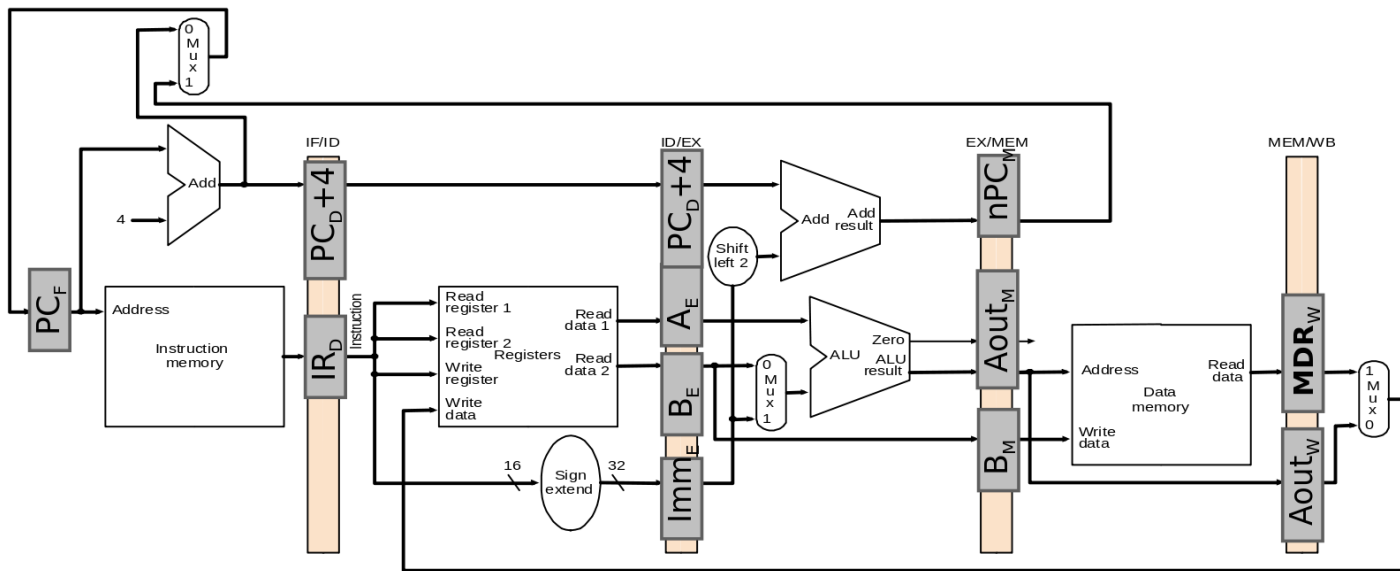 0
M
u
x
1
IF/ID
ID/EX
EX/MEM
MEM/WB
PC_D+4
PC_D+4
nPC_M
Add
4
Add
Add
result
Shift
left 2
PC_F
Address
Instruction
memory
IR_D
Instruction
Read
register 1
Read
register 2
Write
register
Write
data
Registers
Read
data 1
Read
data 2
A_E
B_E
Imm_E
16
Sign
extend
32
0
M
u
x
1
ALU
Zero
ALU
result
Aout_M
B_M
Address
Write
data
Data
memory
Read
data
MDR_W
Aout_W
1
M
u
x
0